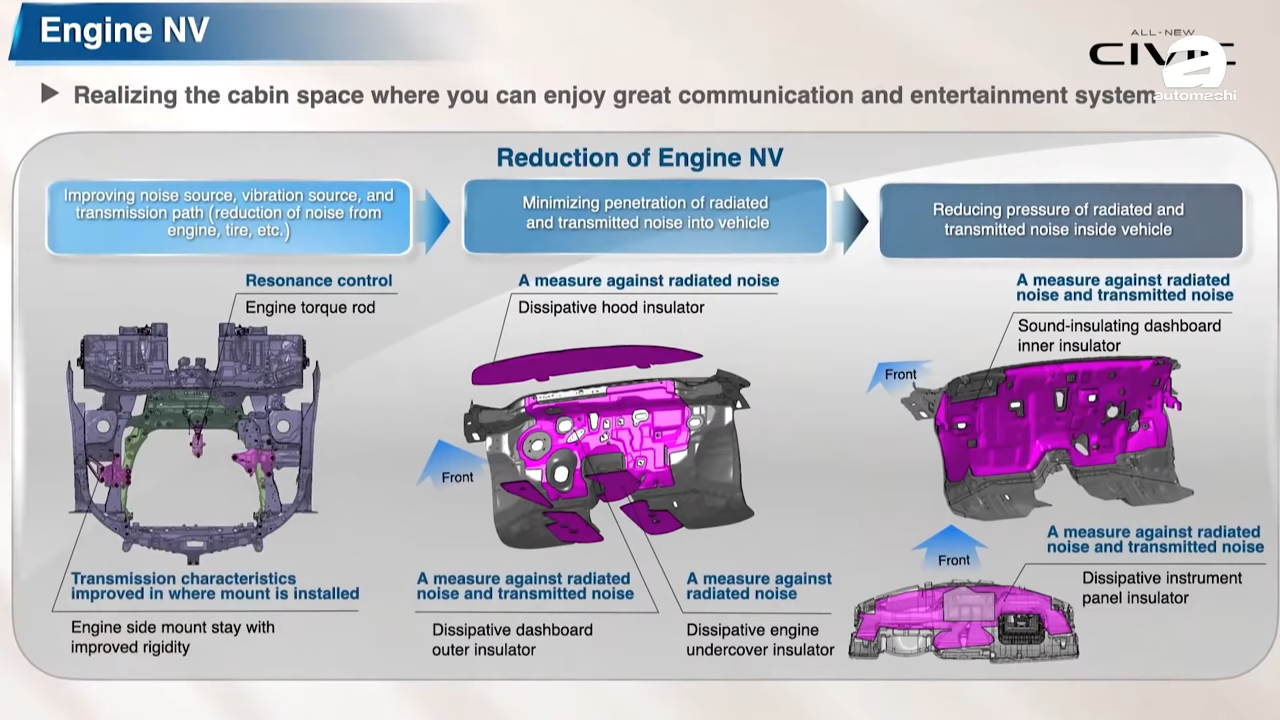 Engine NV
ALL-NEW
CIVIC
automachi
Realizing the cabin space where you can enjoy great communication and entertainment system
Reduction of Engine NV
Improving noise source, vibration source, and
transmission path (reduction of noise from
engine, tire, etc.)
Minimizing penetration of radiated
and transmitted noise into vehicle
Reducing pressure of radiated and
transmitted noise inside vehicle
Resonance control
Engine torque rod
Transmission characteristics
improved in where mount is installed
Engine side mount stay with
improved rigidity
A measure against radiated noise
Dissipative hood insulator
Front
A measure against radiated
noise and transmitted noise
Dissipative dashboard
outer insulator
A measure against
radiated noise
Dissipative engine
undercover insulator
A measure against radiated
noise and transmitted noise
Sound-insulating dashboard
inner insulator
Front
A measure against radiated
noise and transmitted noise
Front
Dissipative instrument
panel insulator